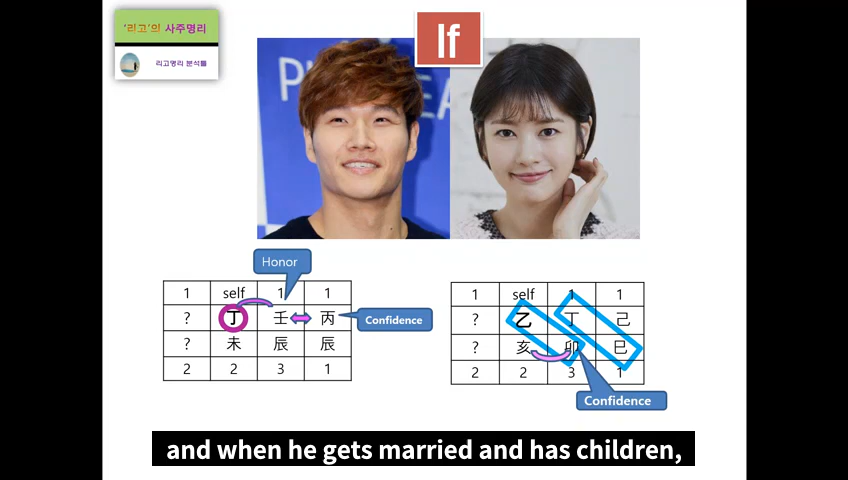 '리고'의 사주명리
리고명리 분석틀
If
Honor
1 self 1 1
? 丁 壬 丙
? 未 辰 辰
2 2 3 1
Confidence
1 self 1 1
? 乙 丁 己
? 亥 卯 巳
2 2 3 1
Confidence
and when he gets married and has children,